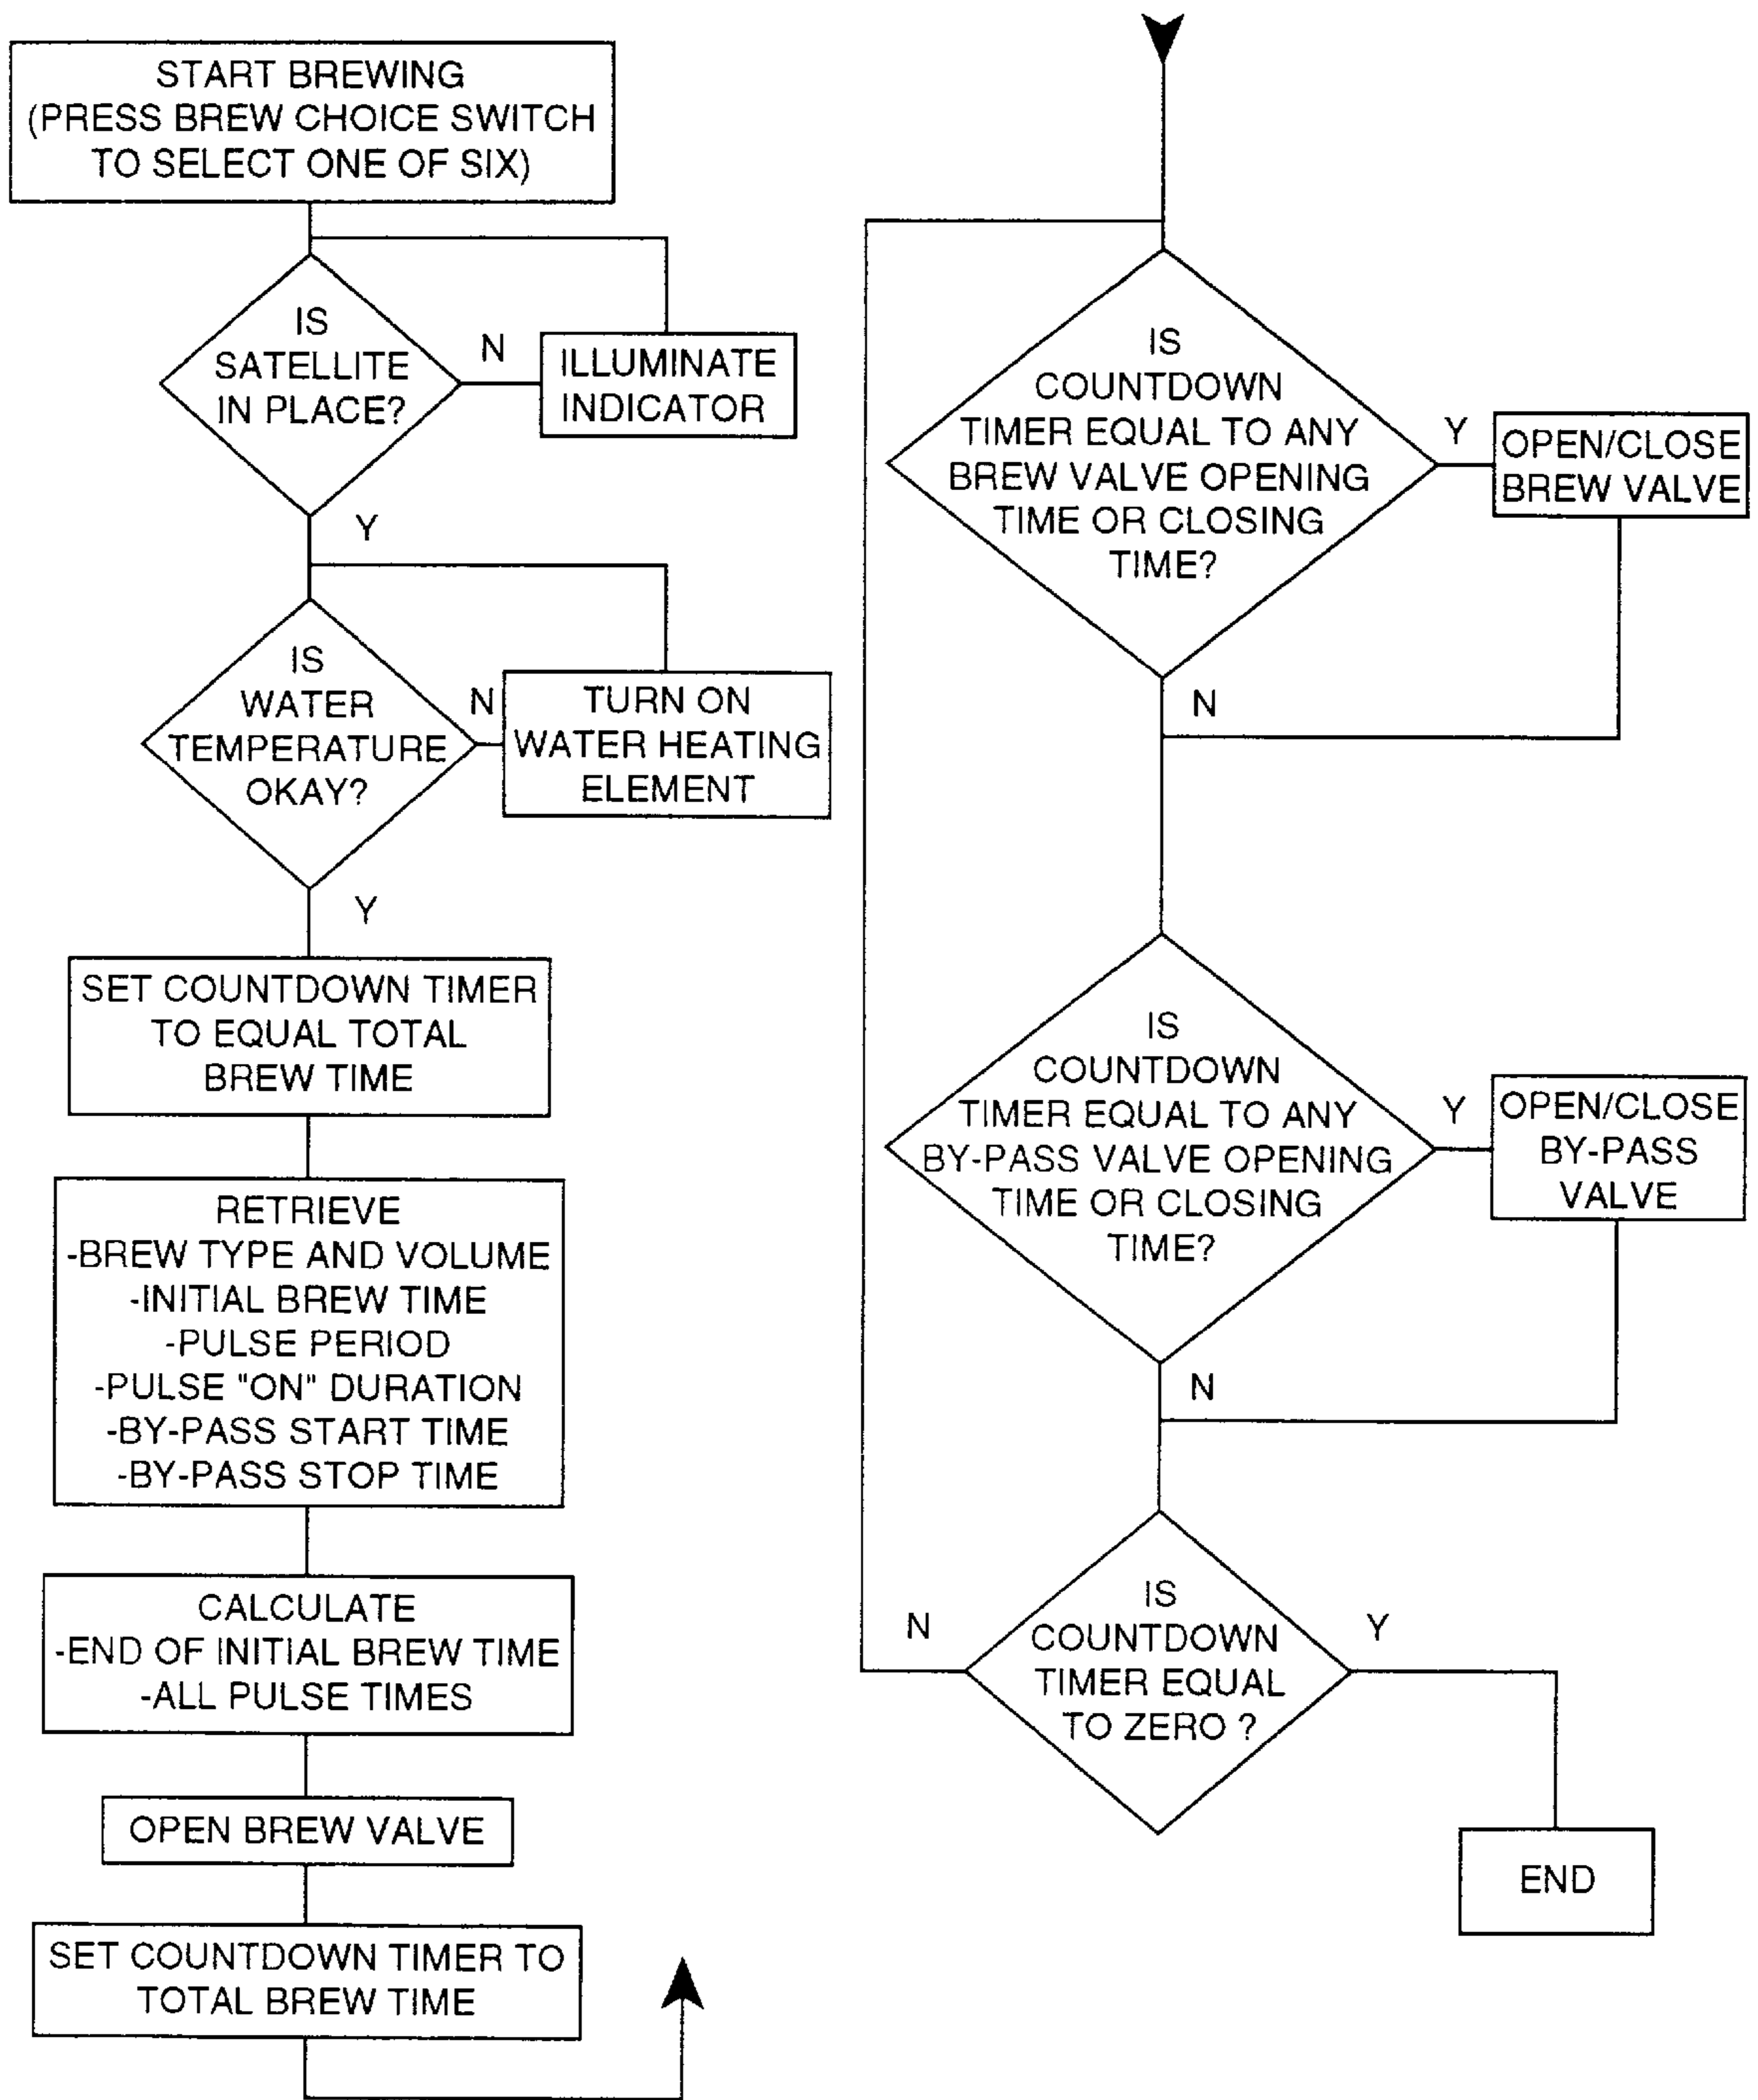 START BREWING
(PRESS BREW CHOICE SWITCH
TO SELECT ONE OF SIX)
IS
SATELLITE
IN PLACE?
N
ILLUMINATE
INDICATOR
Y
IS
WATER
TEMPERATURE
OKAY?
N
TURN ON
WATER HEATING
ELEMENT
Y
SET COUNTDOWN TIMER
TO EQUAL TOTAL
BREW TIME
RETRIEVE
-BREW TYPE AND VOLUME
-INITIAL BREW TIME
-PULSE PERIOD
-PULSE "ON" DURATION
-BY-PASS START TIME
-BY-PASS STOP TIME
CALCULATE
-END OF INITIAL BREW TIME
-ALL PULSE TIMES
OPEN BREW VALVE
SET COUNTDOWN TIMER TO
TOTAL BREW TIME
IS
COUNTDOWN
TIMER EQUAL TO ANY
BREW VALVE OPENING
TIME OR CLOSING
TIME?
Y
OPEN/CLOSE
BREW VALVE
N
IS
COUNTDOWN
TIMER EQUAL TO ANY
BY-PASS VALVE OPENING
TIME OR CLOSING
TIME?
Y
OPEN/CLOSE
BY-PASS
VALVE
N
IS
COUNTDOWN
TIMER EQUAL
TO ZERO ?
N
Y
END